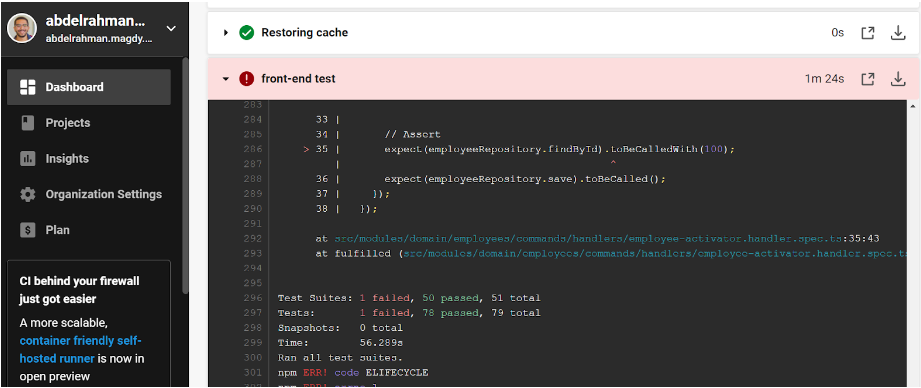 abdelrahman...
abdelrahman.magdy....
Dashboard
Projects
Insights
Organization Settings
Plan
CI behind your firewall
just got easier
A more scalable,
container friendly self-
hosted runner is now in
open preview
Restoring cache 0s
front-end test 1m 24s
283
284 33 |
285 34 | // Assert
286 > 35 | expect(employeeRepository.findById).toBeCalledWith(100);
287 | ^
288 36 | expect(employeeRepository.save).toBeCalled();
289 37 | });
290 38 | });
291
292 at src/modules/domain/employees/commands/handlers/employee-activator.handler.spec.ts:35:43
293 at fulfilled (src/modules/domain/employees/commands/handlers/employee-activator.handler.spec.ts
294
295
296 Test Suites: 1 failed, 50 passed, 51 total
297 Tests: 1 failed, 78 passed, 79 total
298 Snapshots: 0 total
299 Time: 56.289s
300 Ran all test suites.
301 npm ERR! code ELIFECYCLE
302 npm ERR! errno 1